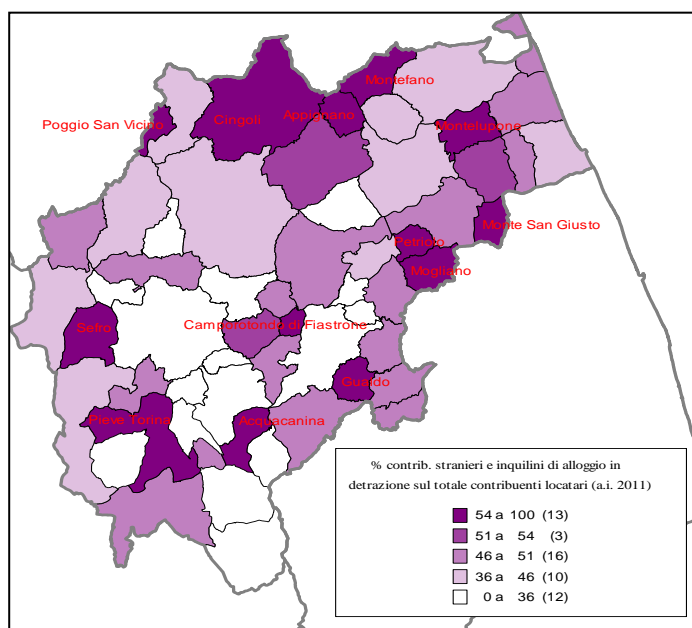 Montefano
Appignano
Poggio San Vicino
Cingoli
Montelupone
Monte San Giusto
Petriolo
Mogliano
Sefro
Camporotondo di Fiastrone
Gualdo
Pieve Torina
Acquacanina
% contrib. stranieri e inquilini di alloggio in
detrazione sul totale contribuenti locatari (a.i. 2011)
54 a 100 (13)
51 a 54 (3)
46 a 51 (16)
36 a 46 (10)
0 a 36 (12)